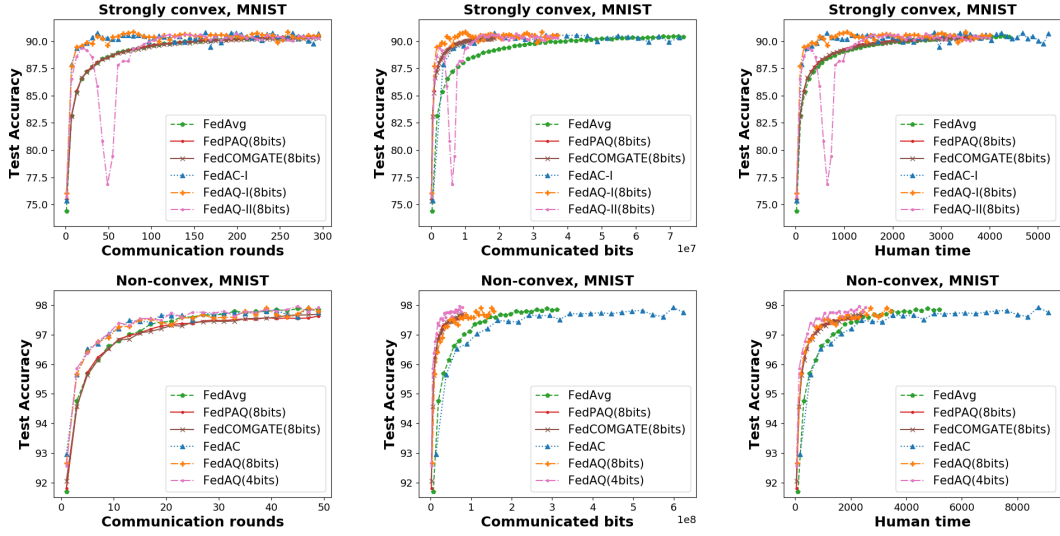 Strongly convex, MNIST
Test Accuracy
90.0
87.5
85.0
82.5
80.0
77.5
75.0
FedAvg
FedPAQ(8bits)
FedCOMGATE(8bits)
FedAC-I
FedAQ-I(8bits)
FedAQ-II(8bits)
0 50 100 150 200 250 300
Communication rounds
Strongly convex, MNIST
Test Accuracy
90.0
87.5
85.0
82.5
80.0
77.5
75.0
FedAvg
FedPAQ(8bits)
FedCOMGATE(8bits)
FedAC-I
FedAQ-I(8bits)
FedAQ-II(8bits)
0 1 2 3 4 5 6 7
1e7
Communicated bits
Strongly convex, MNIST
Test Accuracy
90.0
87.5
85.0
82.5
80.0
77.5
75.0
FedAvg
FedPAQ(8bits)
FedCOMGATE(8bits)
FedAC-I
FedAQ-I(8bits)
FedAQ-II(8bits)
0 1000 2000 3000 4000 5000
Human time
Non-convex, MNIST
Test Accuracy
98
97
96
95
94
93
92
FedAvg
FedPAQ(8bits)
FedCOMGATE(8bits)
FedAC
FedAQ(8bits)
FedAQ(4bits)
0 10 20 30 40 50
Communication rounds
Non-convex, MNIST
Test Accuracy
98
97
96
95
94
93
92
FedAvg
FedPAQ(8bits)
FedCOMGATE(8bits)
FedAC
FedAQ(8bits)
FedAQ(4bits)
0 1 2 3 4 5 6
1e8
Communicated bits
Non-convex, MNIST
Test Accuracy
98
97
96
95
94
93
92
FedAvg
FedPAQ(8bits)
FedCOMGATE(8bits)
FedAC
FedAQ(8bits)
FedAQ(4bits)
0 2000 4000 6000 8000
Human time